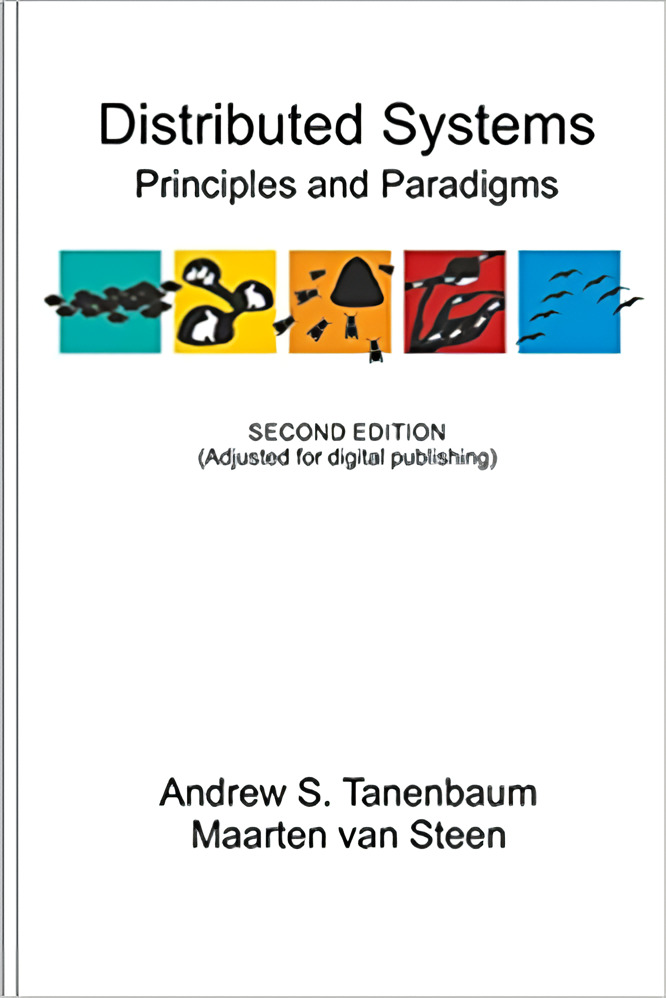 Distributed Systems
Principles and Paradigms
SECOND EDITION
(Adjusted for digital publishing)
Andrew S. Tanenbaum
Maarten van Steen